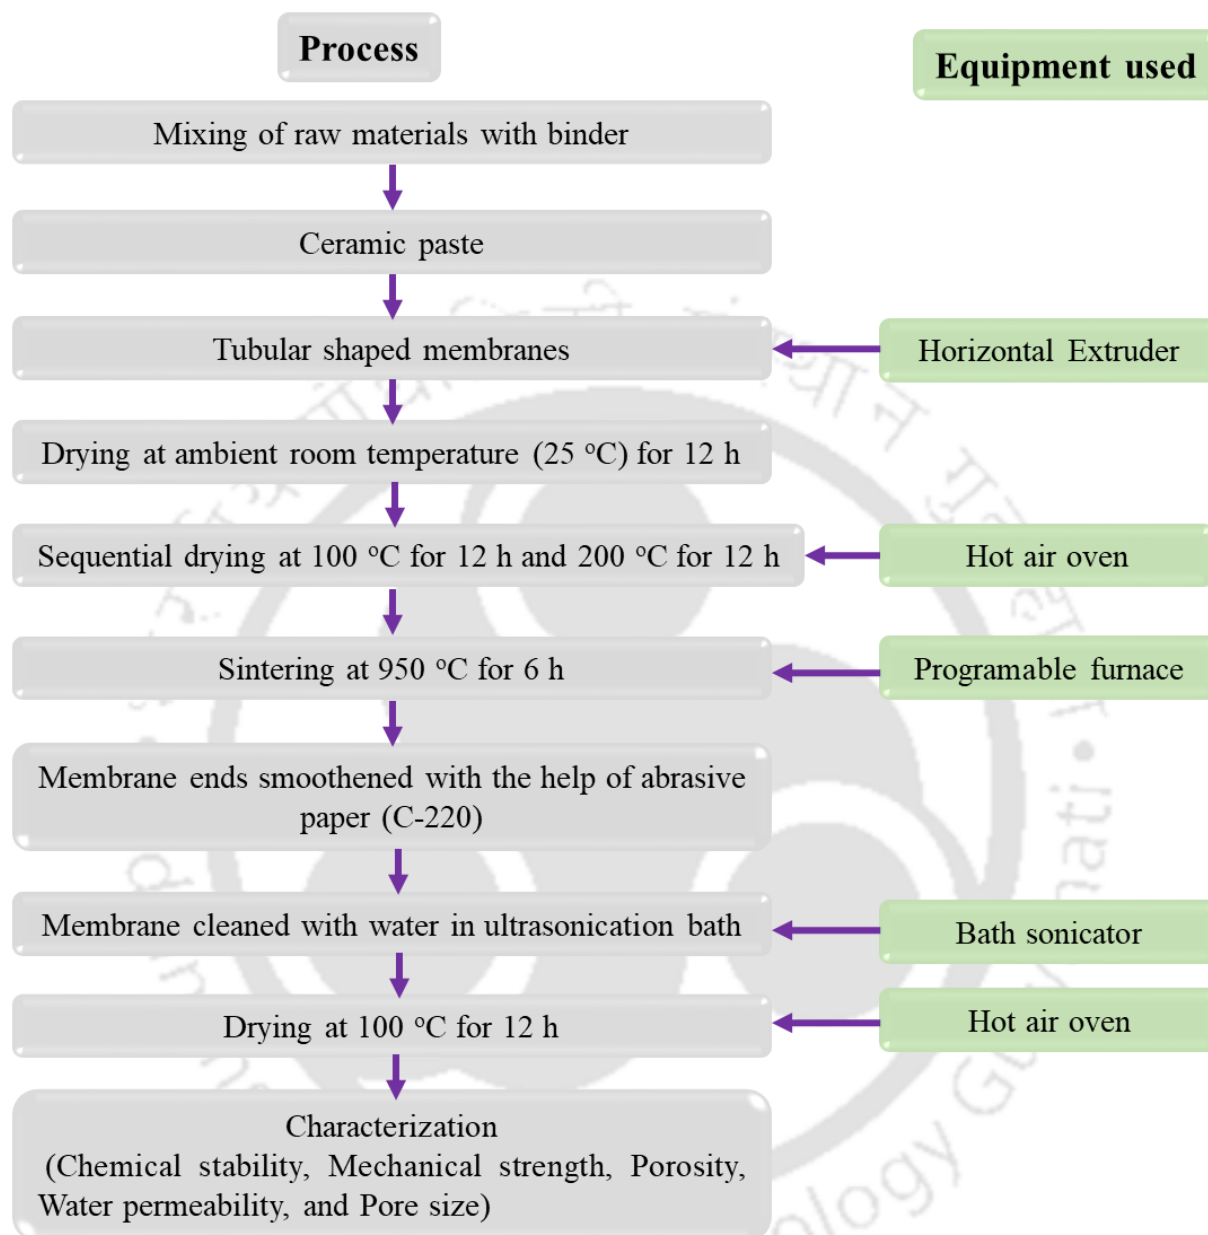 Process
Equipment used
Mixing of raw materials with binder
Ceramic paste
Tubular shaped membranes
Horizontal Extruder
Drying at ambient room temperature (25 °C) for 12 h
Sequential drying at 100 °C for 12 h and 200 °C for 12 h
Hot air oven
Sintering at 950 °C for 6 h
Programable furnace
Membrane ends smoothened with the help of abrasive
paper (C-220)
Membrane cleaned with water in ultrasonication bath
Bath sonicator
Drying at 100 °C for 12 h
Hot air oven
Characterization
(Chemical stability, Mechanical strength, Porosity,
Water permeability, and Pore size)